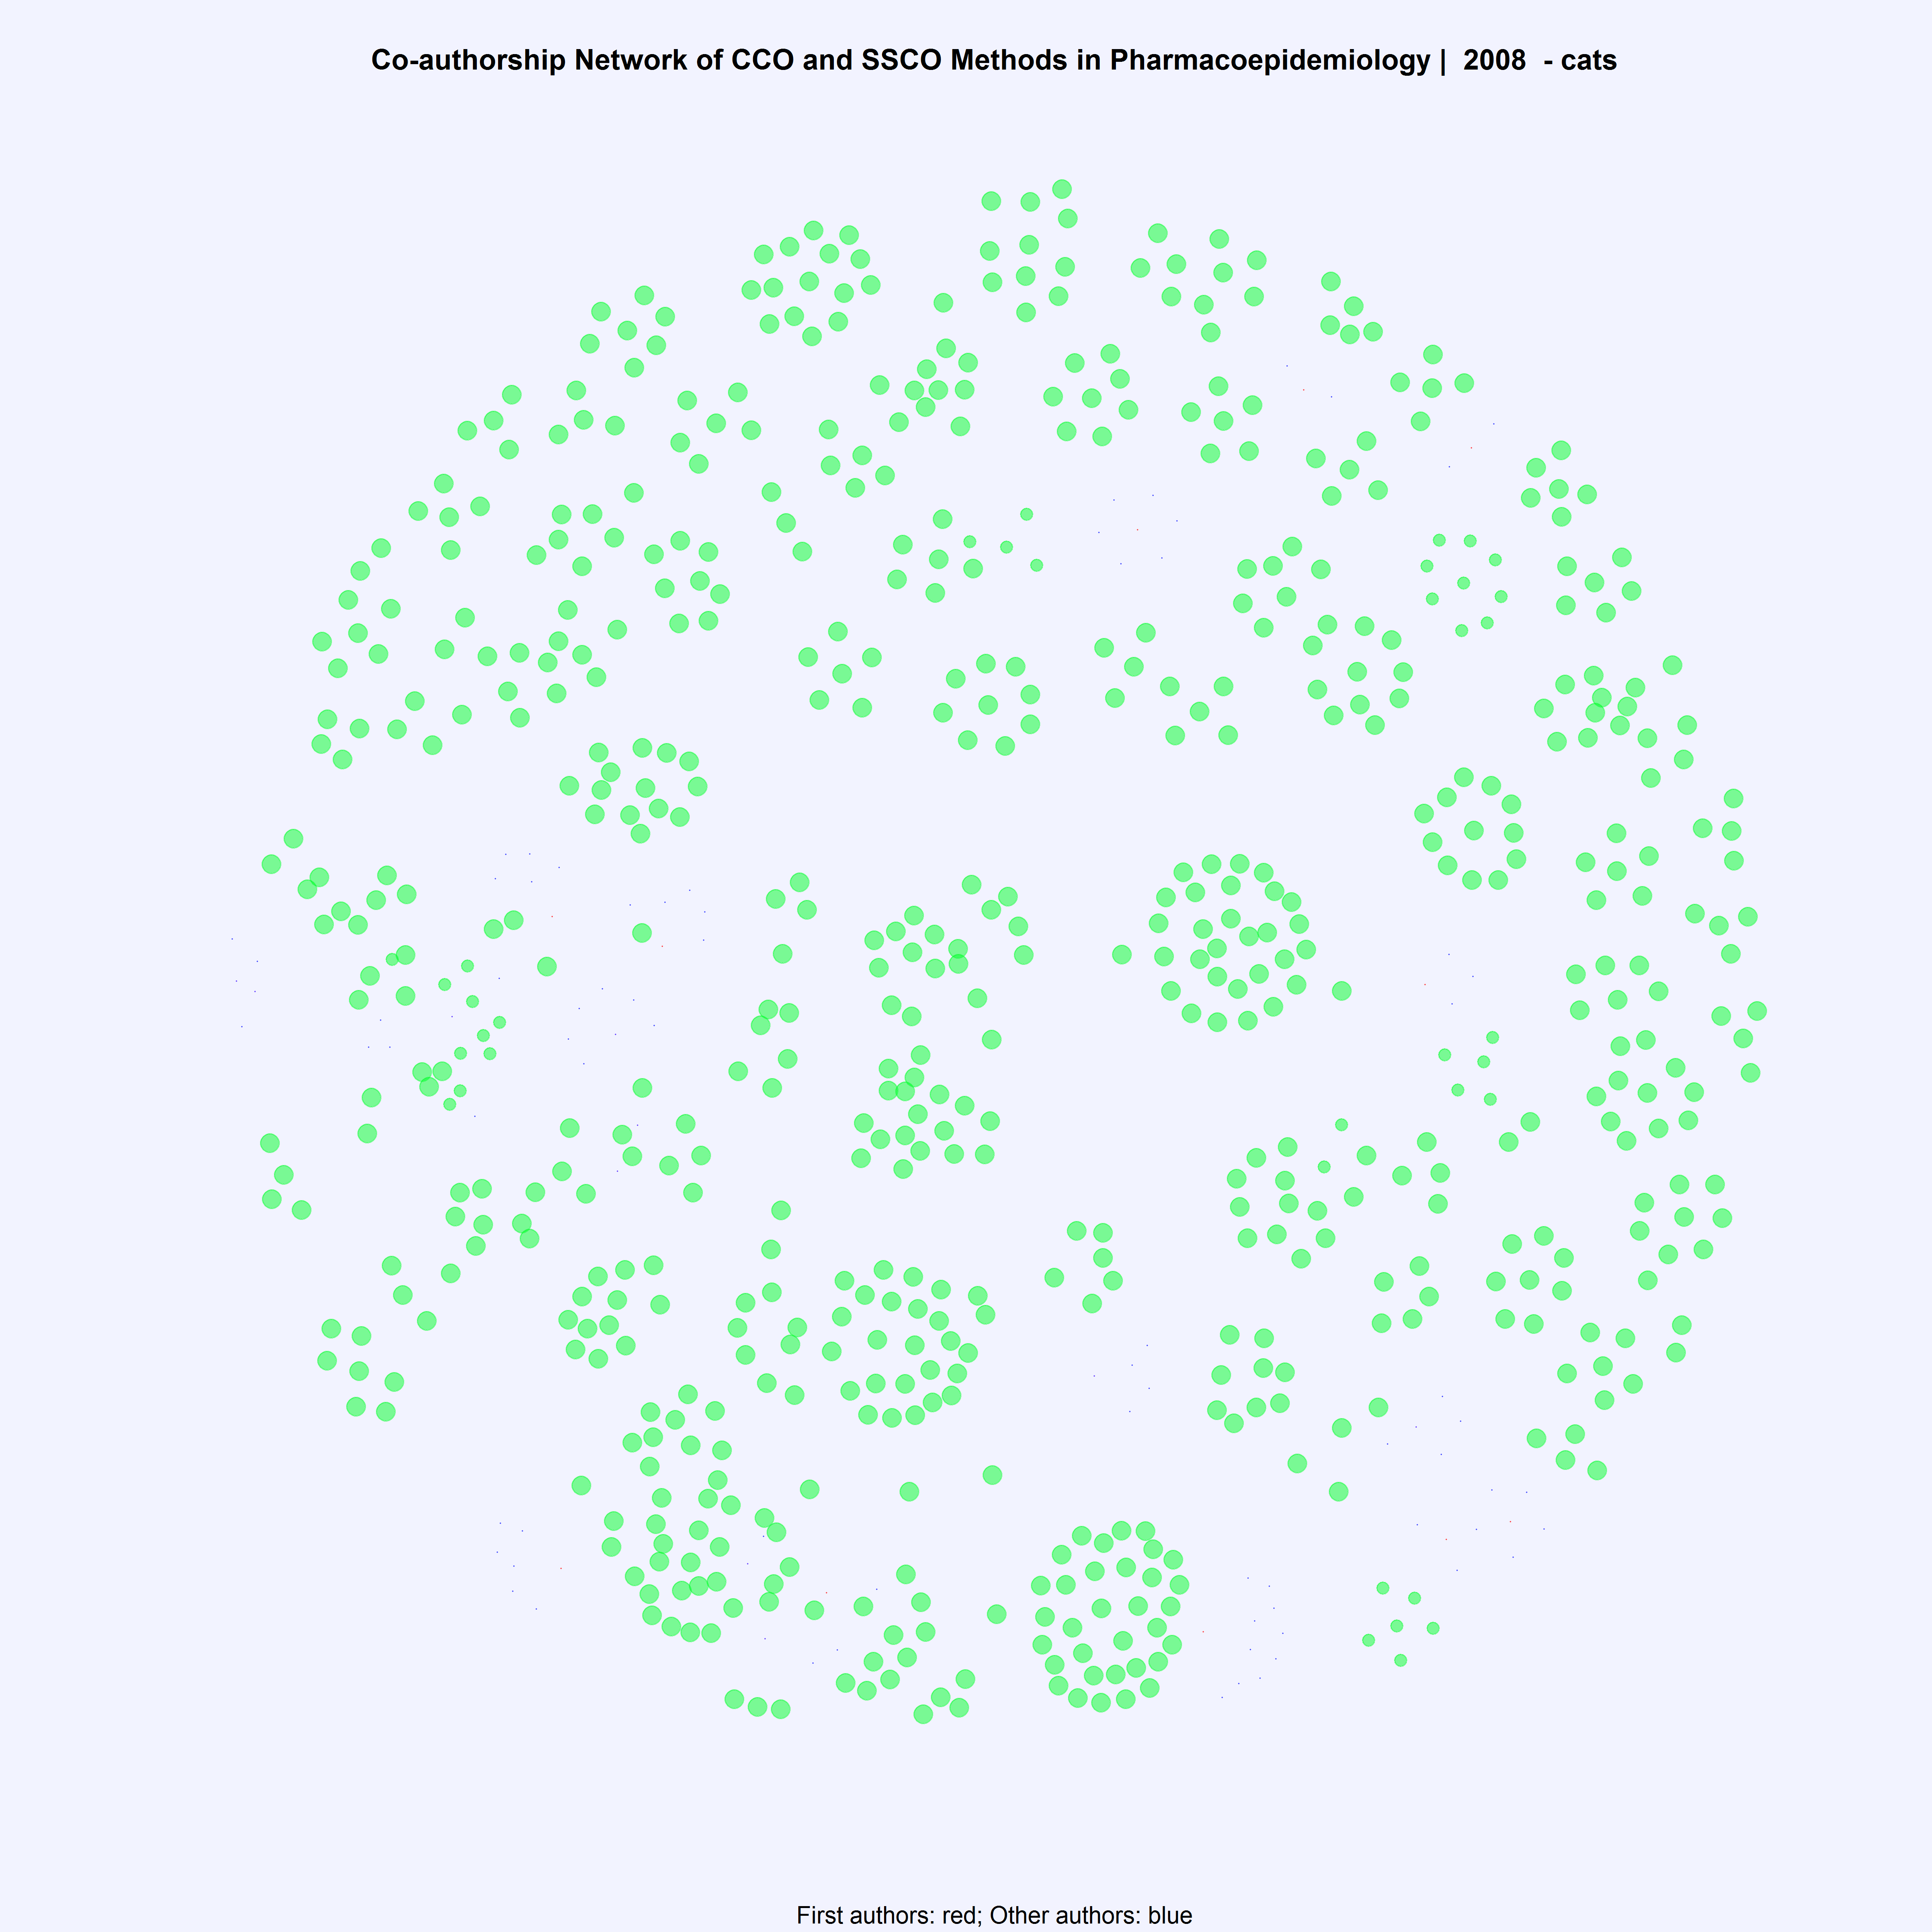 Co-authorship Network of CCO and SSCO Methods in Pharmacoepidemiology | 2008 - cats
First authors: red; Other authors: blue